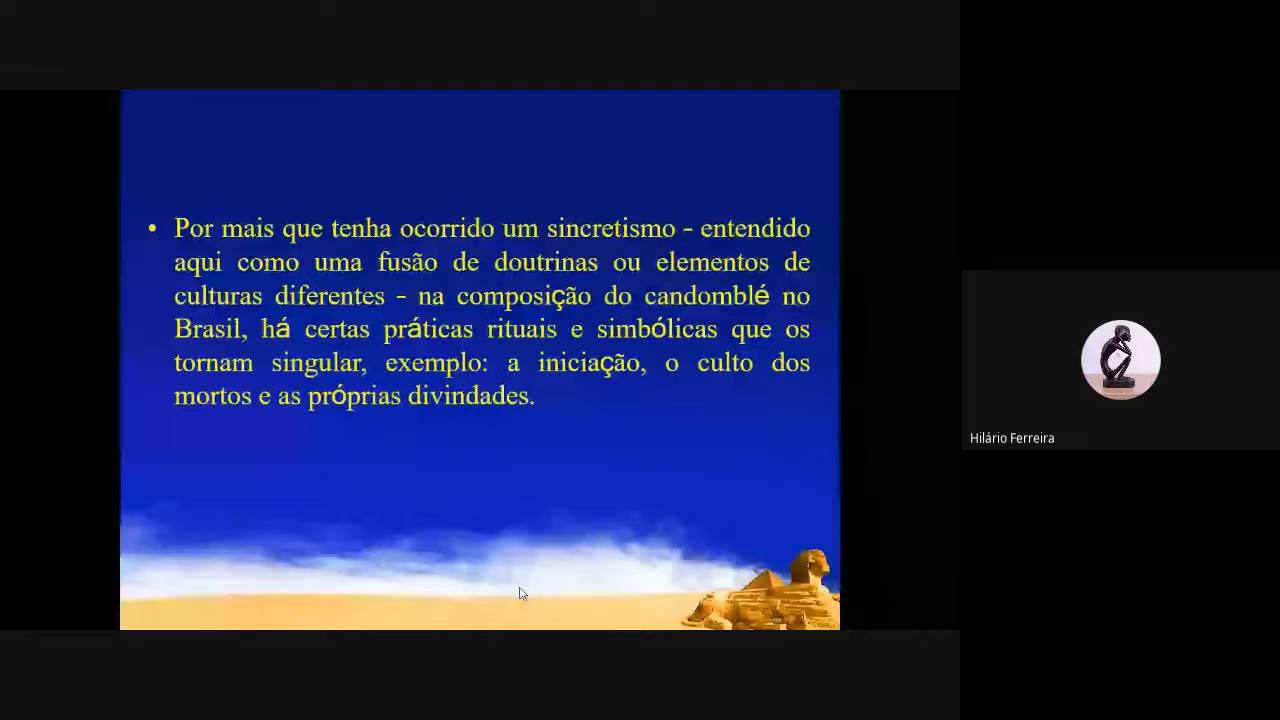 • Por mais que tenha ocorrido um sincretismo - entendido
aqui como uma fusão de doutrinas ou elementos de
culturas diferentes - na composição do candomblé no
Brasil, há certas práticas rituais e simbólicas que os
tornam singular, exemplo: a iniciação, o culto dos
mortos e as próprias divindades.
Hilário Ferreira